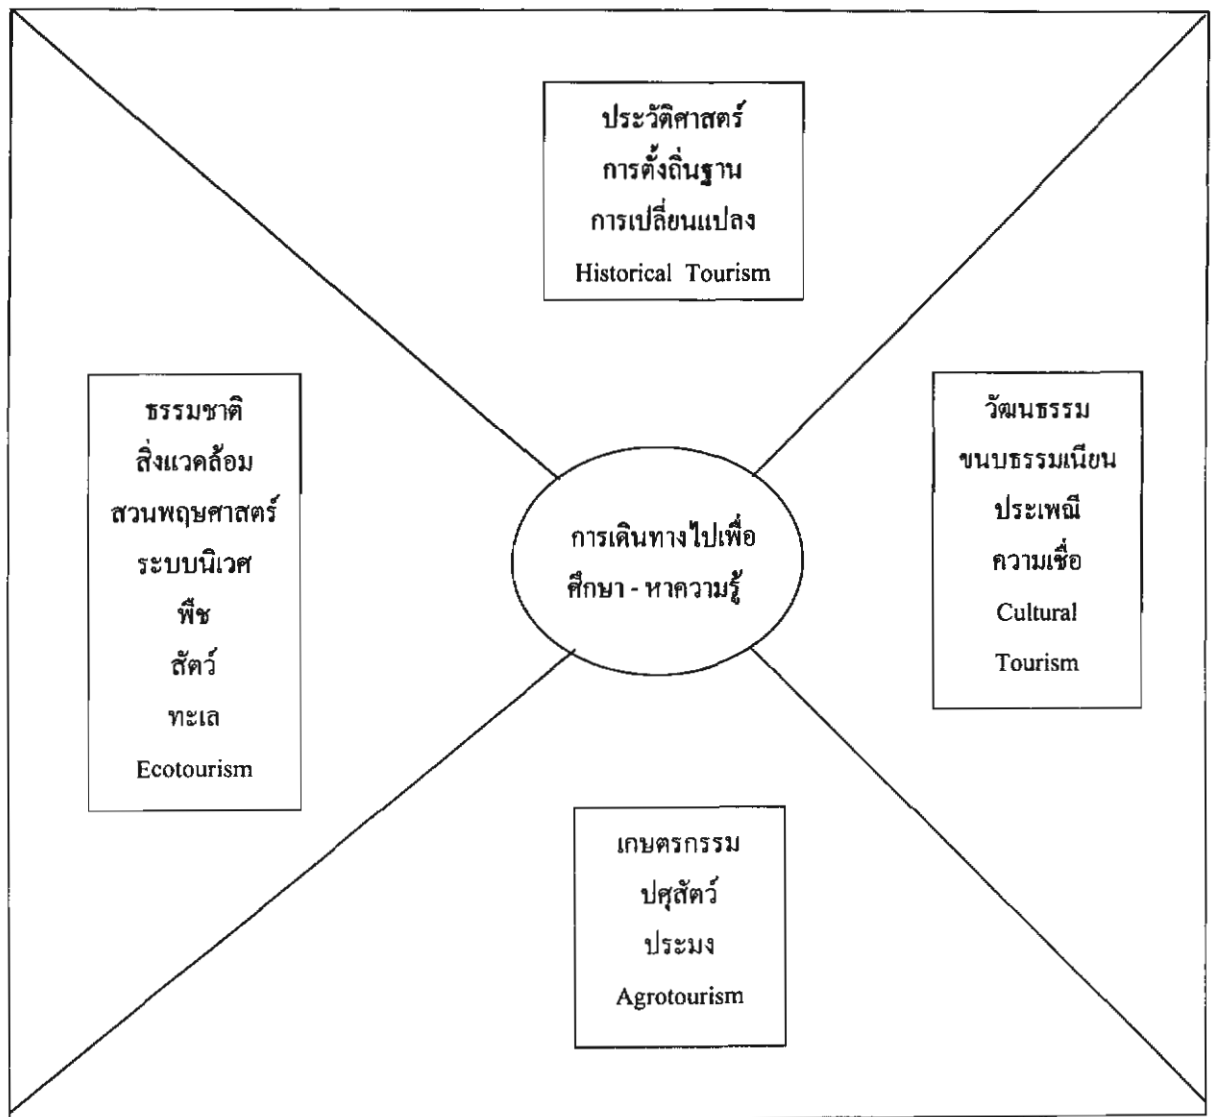 ประวัติศาสตร์
การตั้งถิ่นฐาน
การเปลี่ยนแปลง
Historical Tourism
ธรรมชาติ
สิ่งแวดล้อม
สวนพฤษศาสตร์
ระบบนิเวศ
พืช
สัตว์
ทะเล
Ecotourism
การเดินทางไปเพื่อ
ศึกษา - หาความรู้
วัฒนธรรม
ขนบธรรมเนียน
ประเพณี
ความเชื่อ
Cultural
Tourism
เกษตรกรรม
ปศุสัตว์
ประมง
Agrotourism